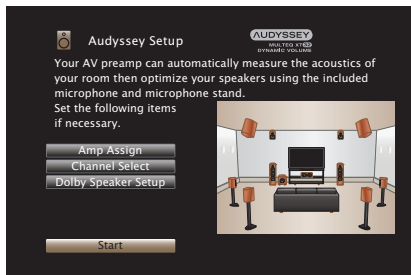 Audyssey Setup
AUDYSSEY
MULTEQ XT32
DYNAMIC VOLUME
Your AV preamp can automatically measure the acoustics of
your room then optimize your speakers using the included
microphone and microphone stand.
Set the following items
if necessary.
Amp Assign
Channel Select
Dolby Speaker Setup
Start